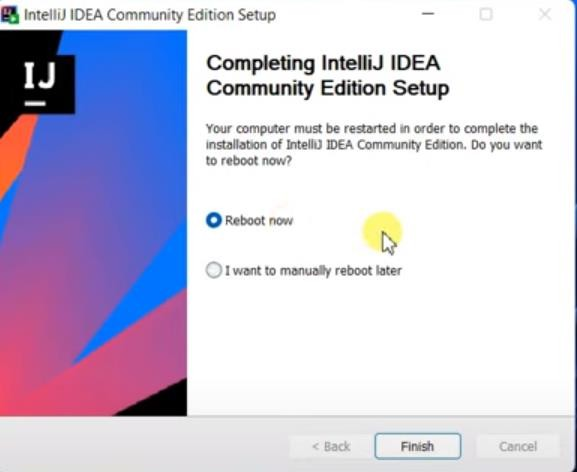 IntelliJ IDEA Community Edition Setup
IJ
Completing IntelliJ IDEA
Community Edition Setup
Your computer must be restarted in order to complete the
installation of IntelliJ IDEA Community Edition. Do you want
to reboot now?
Reboot now
I want to manually reboot later
< Back
Finish
Cancel